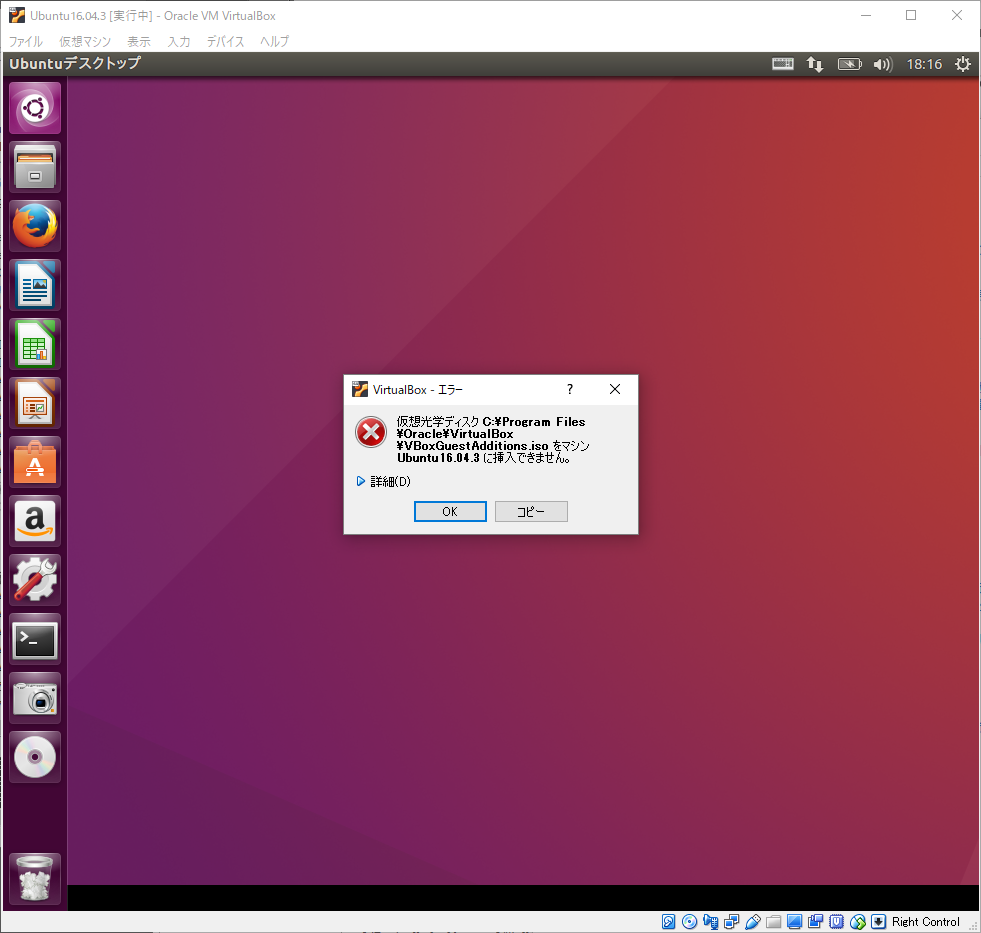 Ubuntu16.04.3 [実行中] - Oracle VM VirtualBox
ファイル 仮想マシン 表示 入力 デバイス ヘルプ
Ubuntuデスクトップ 18:16
VirtualBox - エラー ?
仮想光学ディスク C:¥Program Files
¥Oracle¥VirtualBox
¥VBoxGuestAdditions.iso をマシン
Ubuntu16.04.3 に挿入できません。
詳細(D)
OK コピー
Right Control